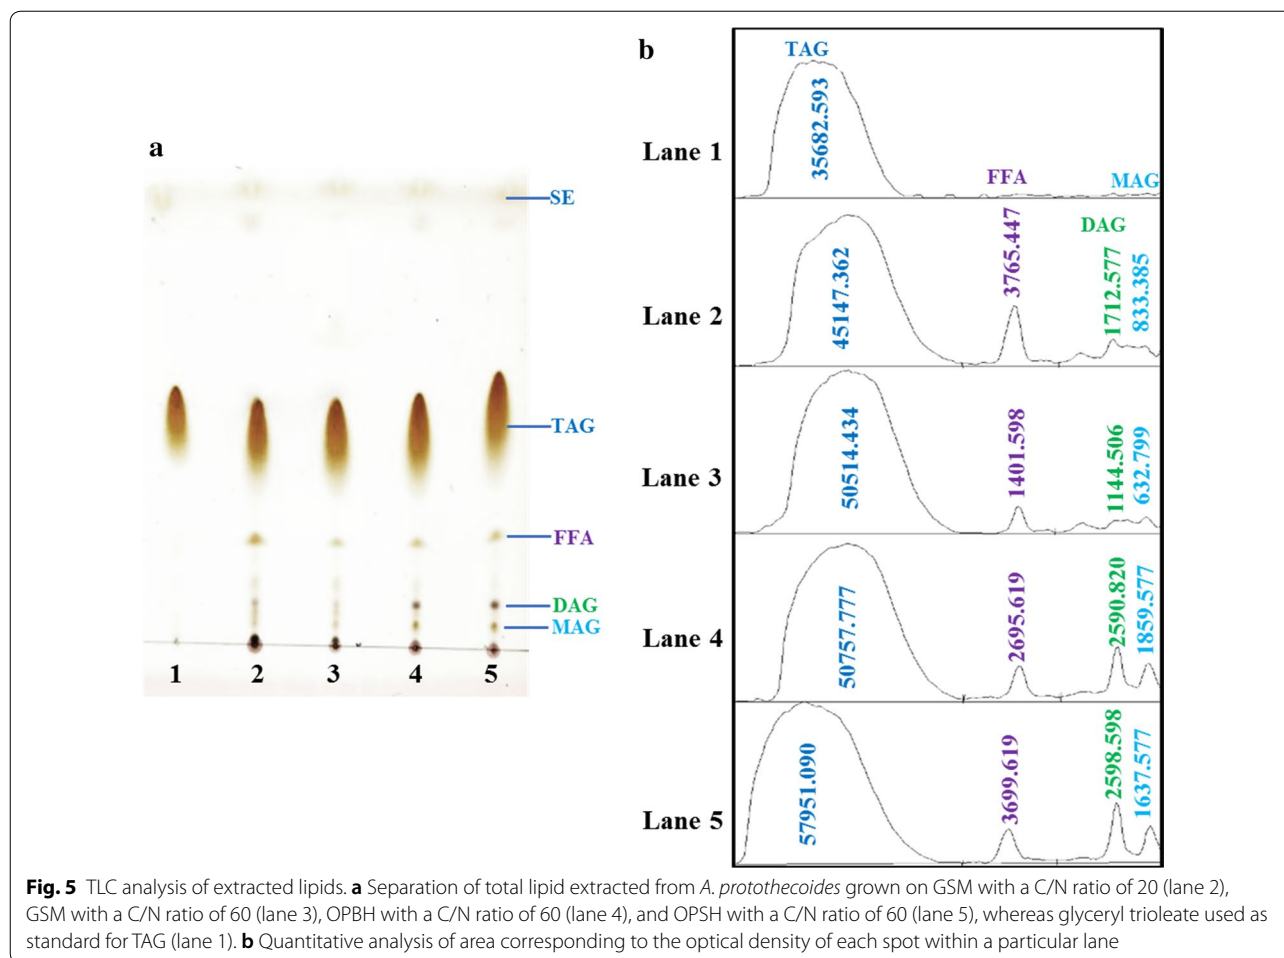 a
SE
TAG
FFA
DAG
MAG
1 2 3 4 5
b
TAG
Lane 1
35682.593
FFA
MAG
Lane 2
45147.362
3765.447
DAG
1712.577
833.385
Lane 3
50514.434
1401.598
1144.506
632.799
Lane 4
50757.777
2695.619
2590.820
1859.577
Lane 5
57951.090
3699.619
2598.598
1637.577
Fig. 5 TLC analysis of extracted lipids. a Separation of total lipid extracted from A. protothecoides grown on GSM with a C/N ratio of 20 (lane 2),
GSM with a C/N ratio of 60 (lane 3), OPBH with a C/N ratio of 60 (lane 4), and OPSH with a C/N ratio of 60 (lane 5), whereas glyceryl trioleate used as
standard for TAG (lane 1). b Quantitative analysis of area corresponding to the optical density of each spot within a particular lane